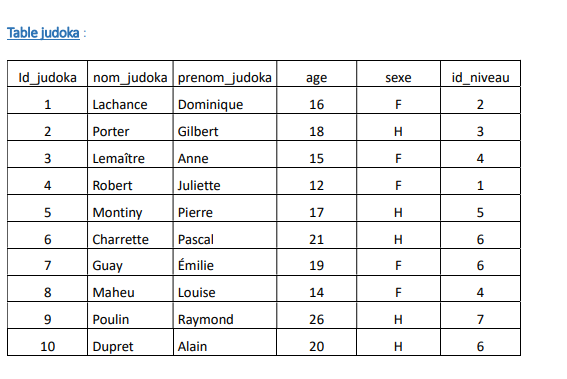 Table judoka :
Id_judoka nom_judoka prenom_judoka age sexe id_niveau
1 Lachance Dominique 16 F 2
2 Porter Gilbert 18 H 3
3 Lemaître Anne 15 F 4
4 Robert Juliette 12 F 1
5 Montiny Pierre 17 H 5
6 Charrette Pascal 21 H 6
7 Guay Émilie 19 F 6
8 Maheu Louise 14 F 4
9 Poulin Raymond 26 H 7
10 Dupret Alain 20 H 6